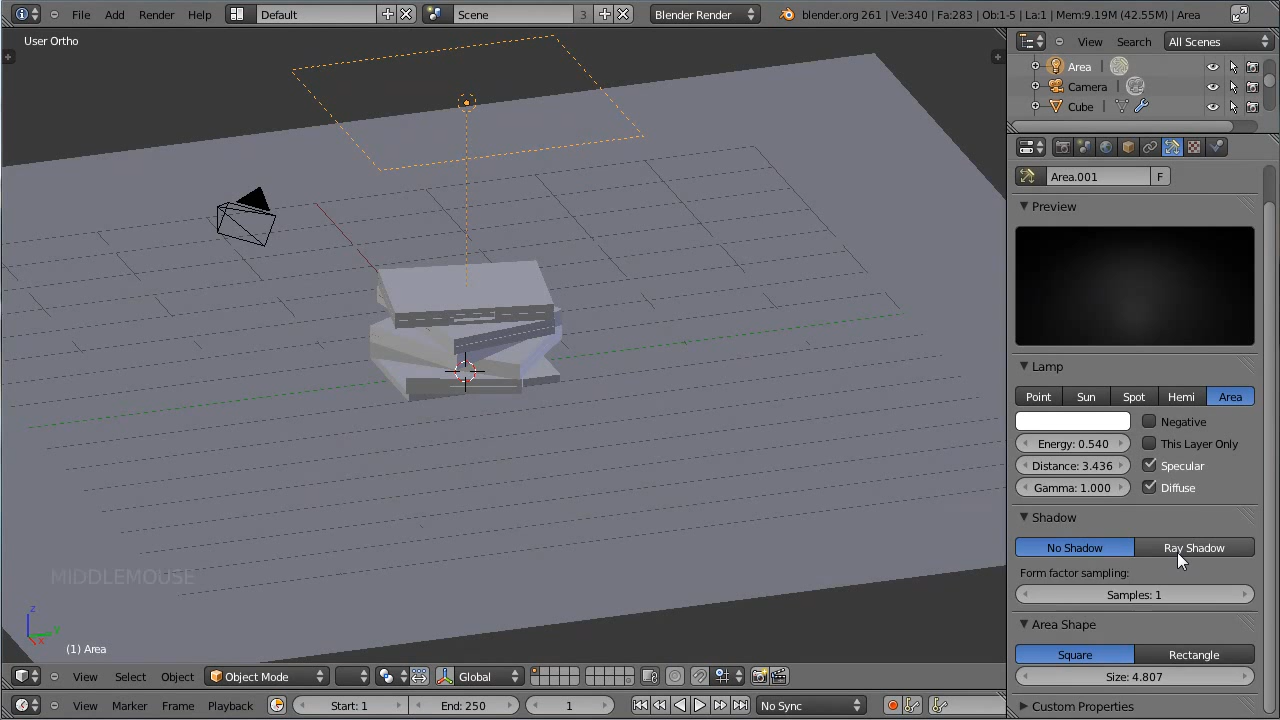 File Add Render Help Default Scene 3 Blender Render blender.org 261 | Ve:340 | Fa:283 | Ob:1-5 | La:1 | Mem:9.19M (42.55M) | Area
User Ortho
View Search All Scenes
Area
Camera
Cube
Area.001 F
Preview
Lamp
Point Sun Spot Hemi Area
Negative
Energy: 0.540 This Layer Only
Distance: 3.436 Specular
Gamma: 1.000 Diffuse
Shadow
No Shadow Ray Shadow
Form factor sampling:
Samples: 1
Area Shape
Square Rectangle
Size: 4.807
Custom Properties
MIDDLEMOUSE
z
y
x
(1) Area
View Select Object Object Mode Global
View Marker Frame Playback Start: 1 End: 250 1 No Sync